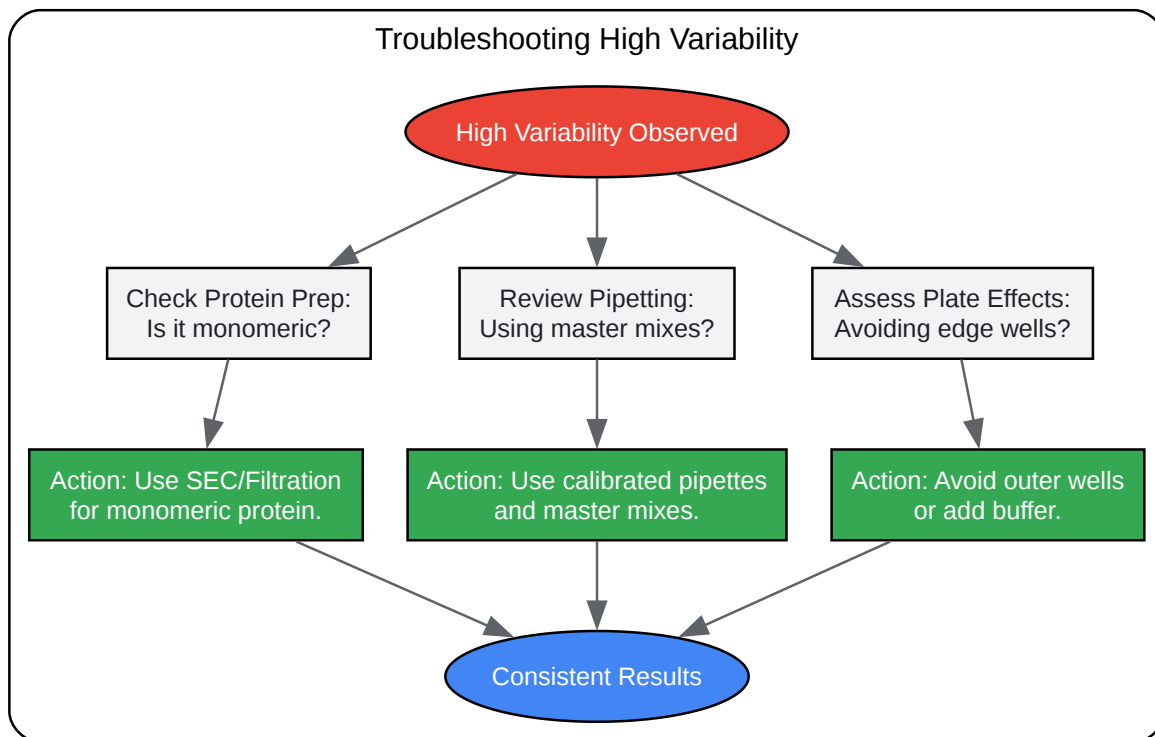 Troubleshooting High Variability
High Variability Observed
Check Protein Prep:
Is it monomeric?
Review Pipetting:
Using master mixes?
Assess Plate Effects:
Avoiding edge wells?
Action: Use SEC/Filtration
for monomeric protein.
Action: Use calibrated pipettes
and master mixes.
Action: Avoid outer wells
or add buffer.
Consistent Results